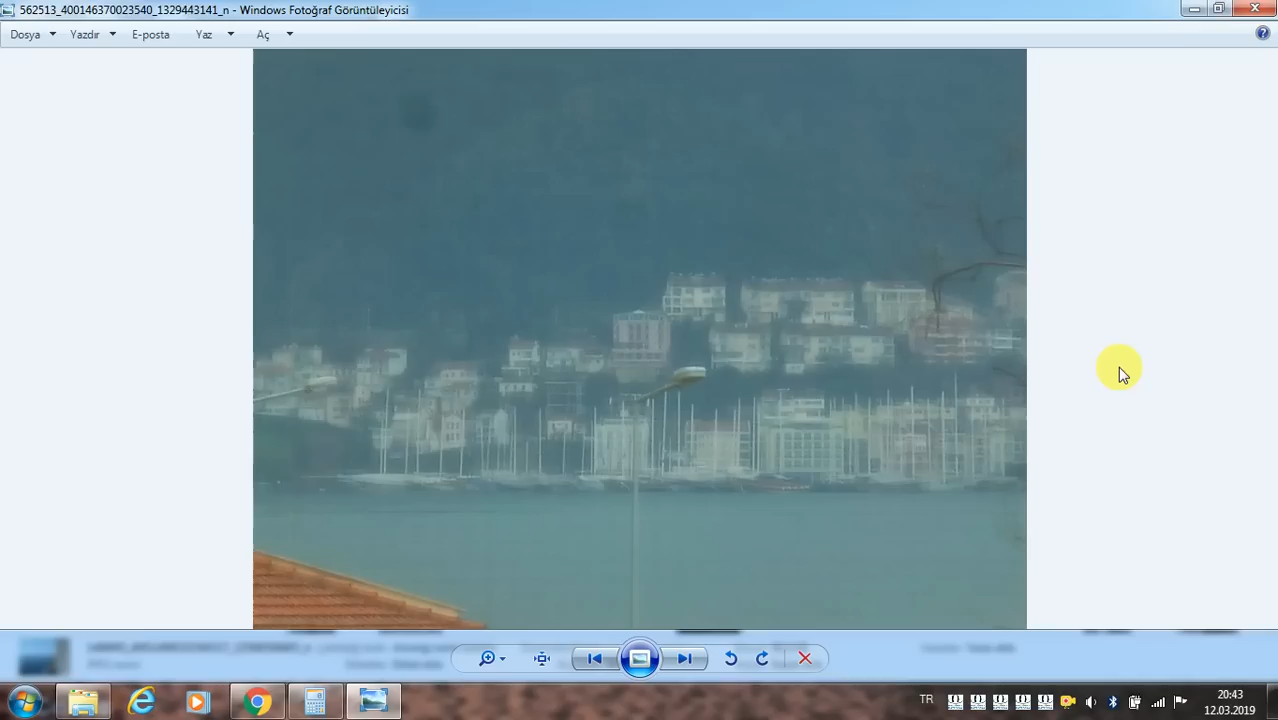 562513_400146370023540_1329443141_n - Windows Fotoğraf Görüntüleyicisi
Dosya Yazdır E-posta Yaz Aç
TR
20:43
12.03.2019